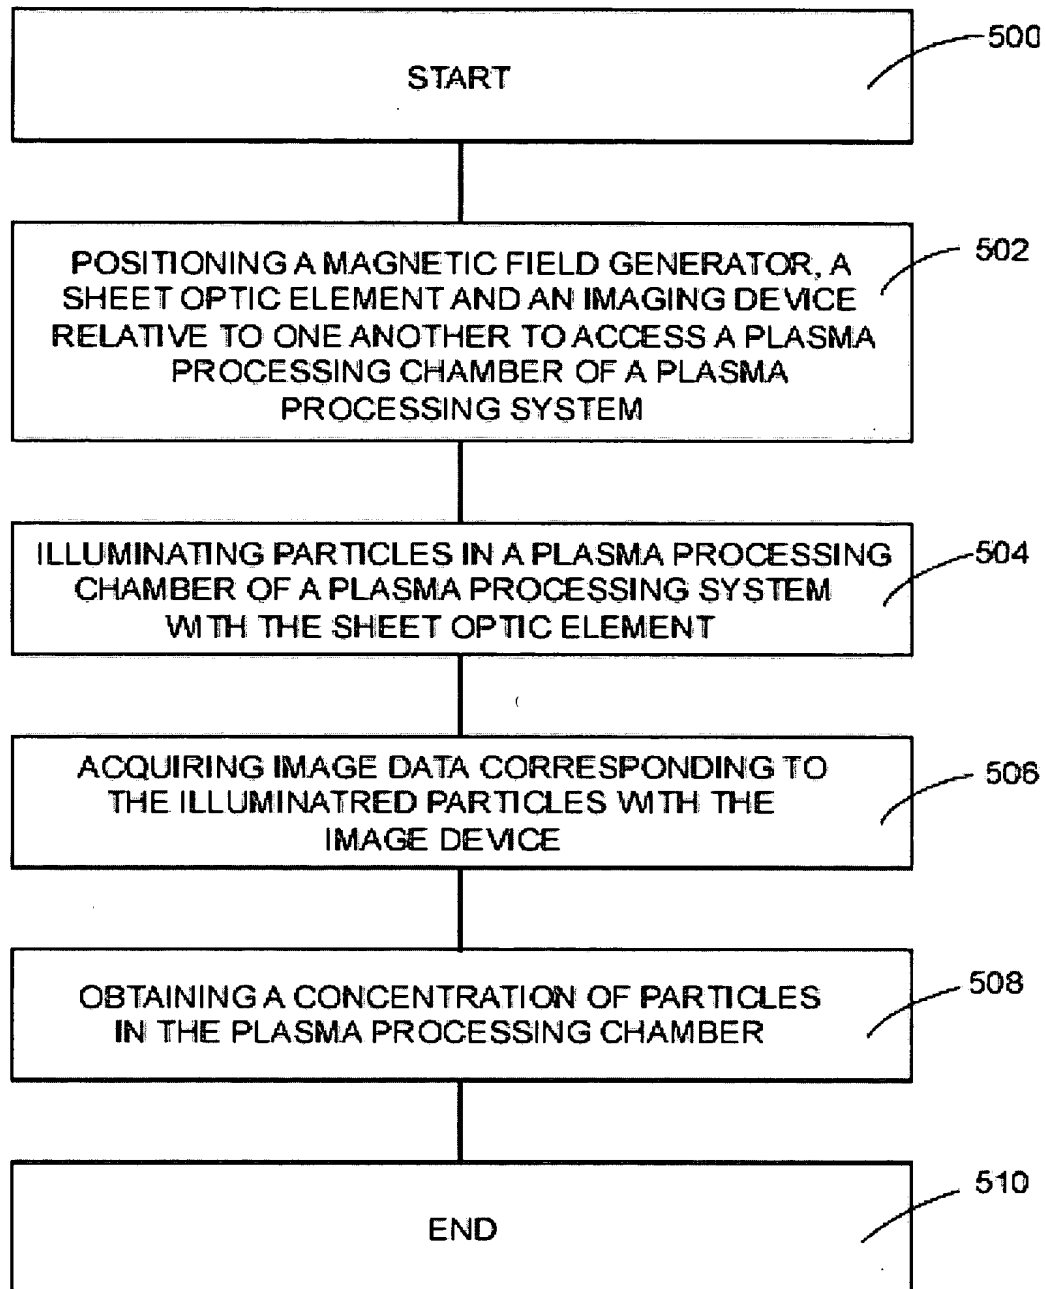 START
500
POSITIONING A MAGNETIC FIELD GENERATOR, A
SHEET OPTIC ELEMENT AND AN IMAGING DEVICE
RELATIVE TO ONE ANOTHER TO ACCESS A PLASMA
PROCESSING CHAMBER OF A PLASMA
PROCESSING SYSTEM
502
ILLUMINATING PARTICLES IN A PLASMA PROCESSING
CHAMBER OF A PLASMA PROCESSING SYSTEM
WITH THE SHEET OPTIC ELEMENT
504
ACQUIRING IMAGE DATA CORRESPONDING TO
THE ILLUMINATRED PARTICLES WITH THE
IMAGE DEVICE
506
OBTAINING A CONCENTRATION OF PARTICLES
IN THE PLASMA PROCESSING CHAMBER
508
END
510